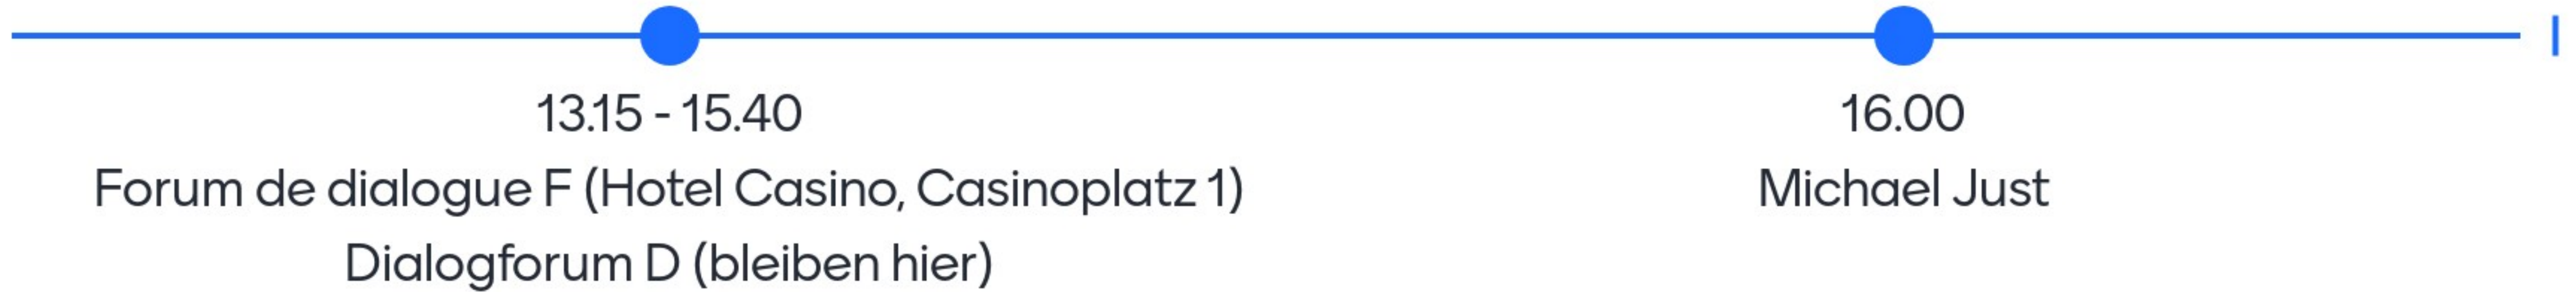 13.15 - 15.40
Forum de dialogue F (Hotel Casino, Casinoplatz 1)
Dialogforum D (bleiben hier)
16.00
Michael Just